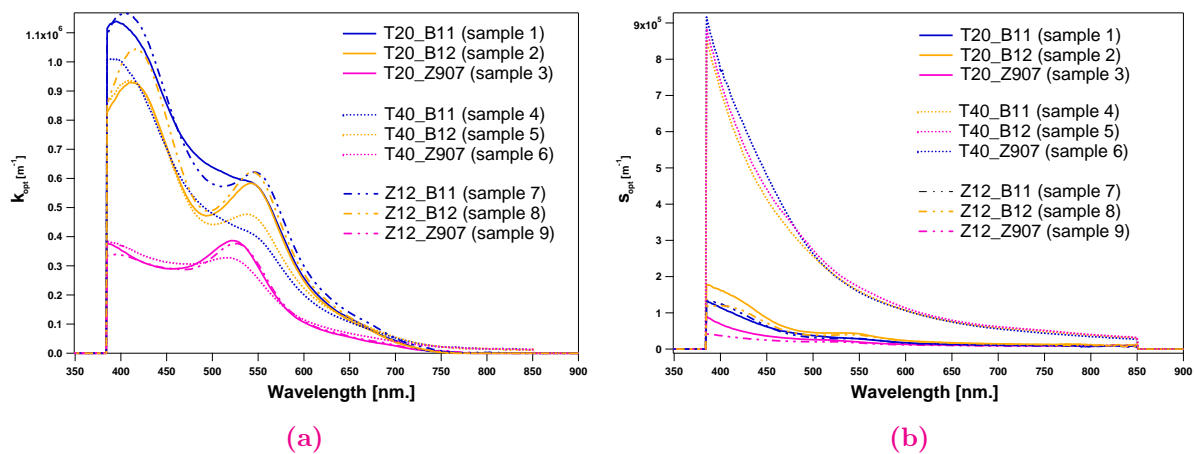 1.1x10⁶
1.0
0.9
0.8
0.7
0.6
0.5
0.4
0.3
0.2
0.1
0.0
k_opt [m⁻¹]
350 400 450 500 550 600 650 700 750 800 850 900
Wavelength [nm.]
T20_B11 (sample 1)
T20_B12 (sample 2)
T20_Z907 (sample 3)
T40_B11 (sample 4)
T40_B12 (sample 5)
T40_Z907 (sample 6)
Z12_B11 (sample 7)
Z12_B12 (sample 8)
Z12_Z907 (sample 9)
(a)
9x10⁵
8
7
6
5
4
3
2
1
0
s_opt [m⁻¹]
350 400 450 500 550 600 650 700 750 800 850 900
Wavelength [nm.]
T20_B11 (sample 1)
T20_B12 (sample 2)
T20_Z907 (sample 3)
T40_B11 (sample 4)
T40_B12 (sample 5)
T40_Z907 (sample 6)
Z12_B11 (sample 7)
Z12_B12 (sample 8)
Z12_Z907 (sample 9)
(b)